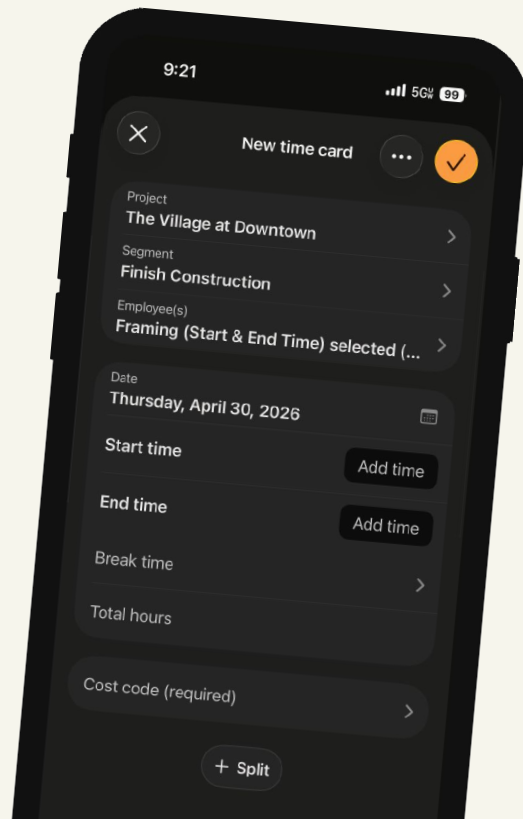 9:21
5GUW 99
New time card
Project
The Village at Downtown
Segment
Finish Construction
Employee(s)
Framing (Start & End Time) selected (...
Date
Thursday, April 30, 2026
Start time
Add time
End time
Add time
Break time
Total hours
Cost code (required)
+ Split